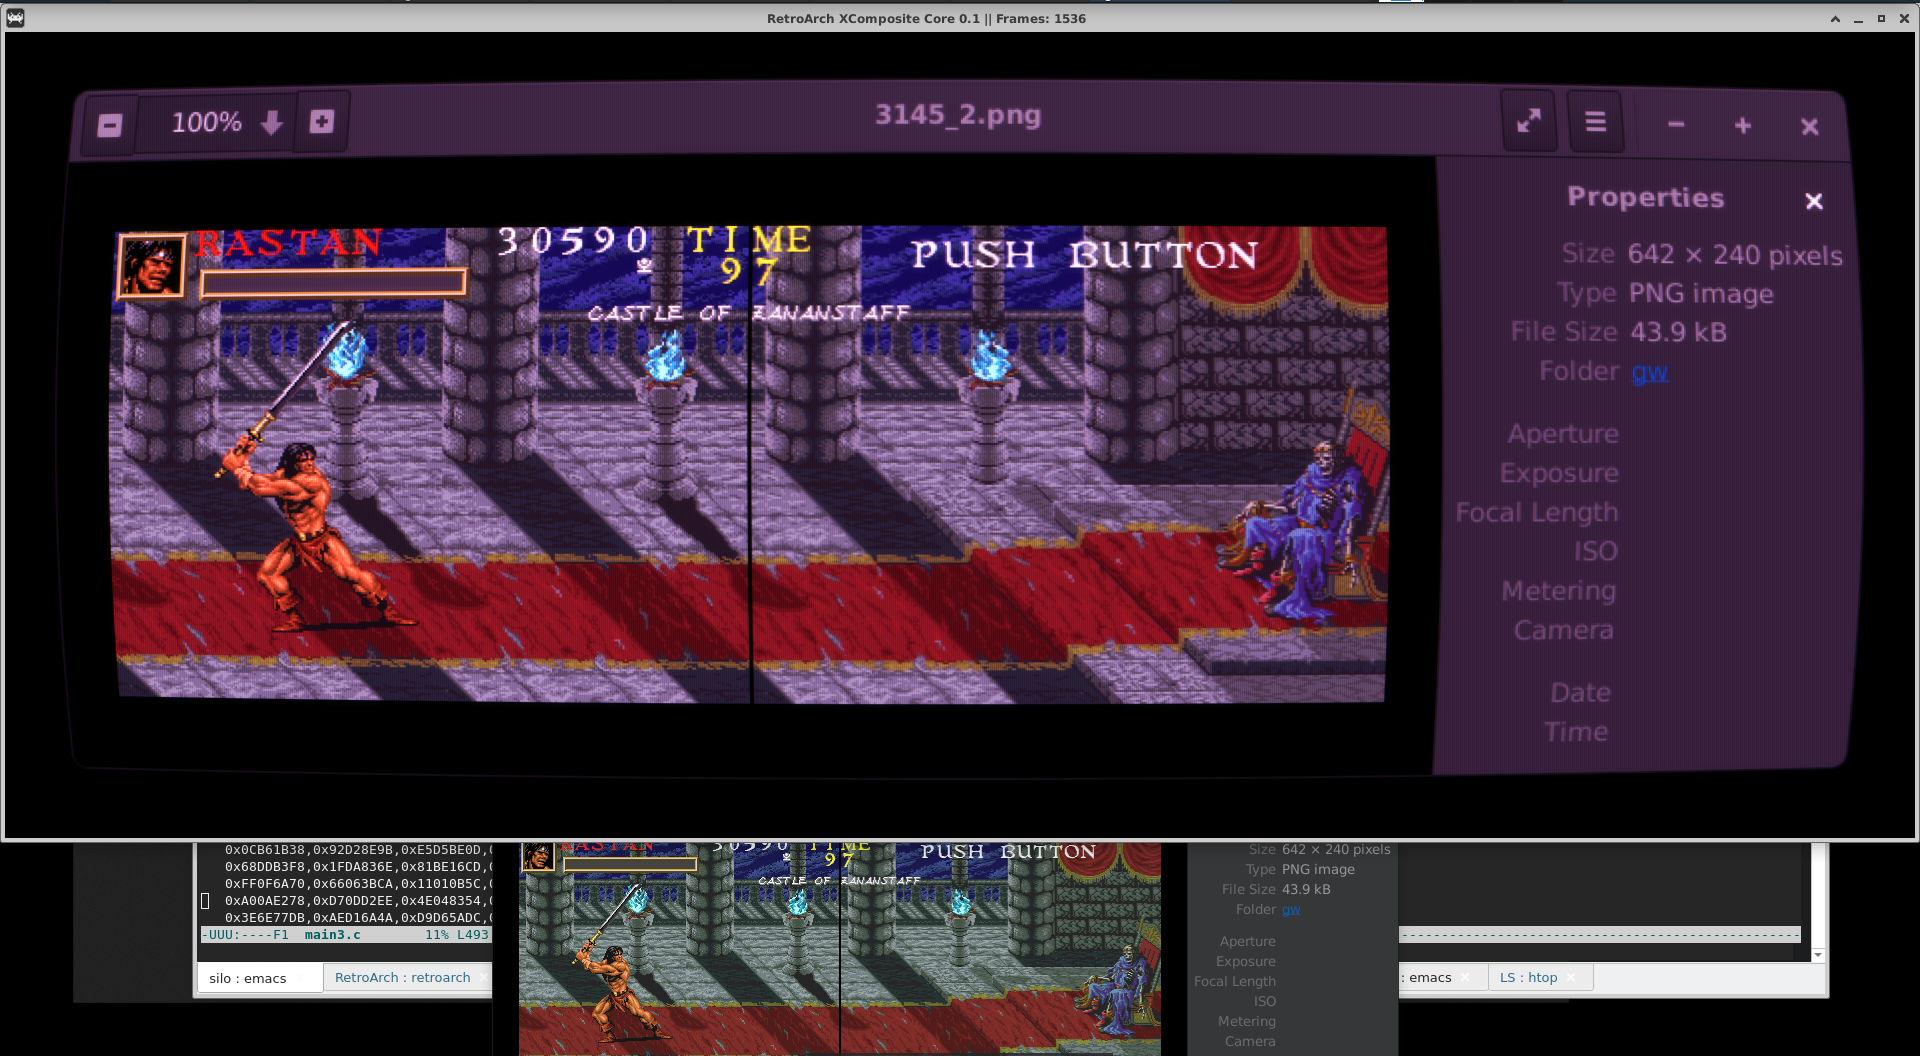 RetroArch XComposite Core 0.1 || Frames: 1536
100%
3145_2.png
RASTAN
30590
TIME
97
PUSH BUTTON
CASTLE OF ZANANSTAFF
Properties
Size 642 × 240 pixels
Type PNG image
File Size 43.9 kB
Folder gw
Aperture
Exposure
Focal Length
ISO
Metering
Camera
Date
Time
0x0CB61B38,0x92D28E9B,0xE5D5BE0D,
0x68DDB3F8,0x1FDA836E,0x81BE16CD,
0xFF0F6A70,0x66063BCA,0x11010B5C,
0xA00AE278,0xD70DD2EE,0x4E048354,
0x3E6E77DB,0xAED16A4A,0xD9D65ADC,
-UUU:----F1 main3.c 11% L493
silo : emacs
RetroArch : retroarch
RASTAN
30590
TIME
97
PUSH BUTTON
CASTLE OF ZANANSTAFF
Size 642 × 240 pixels
Type PNG image
File Size 43.9 kB
Folder gw
Aperture
Exposure
Focal Length
ISO
Metering
Camera
: emacs
LS : htop